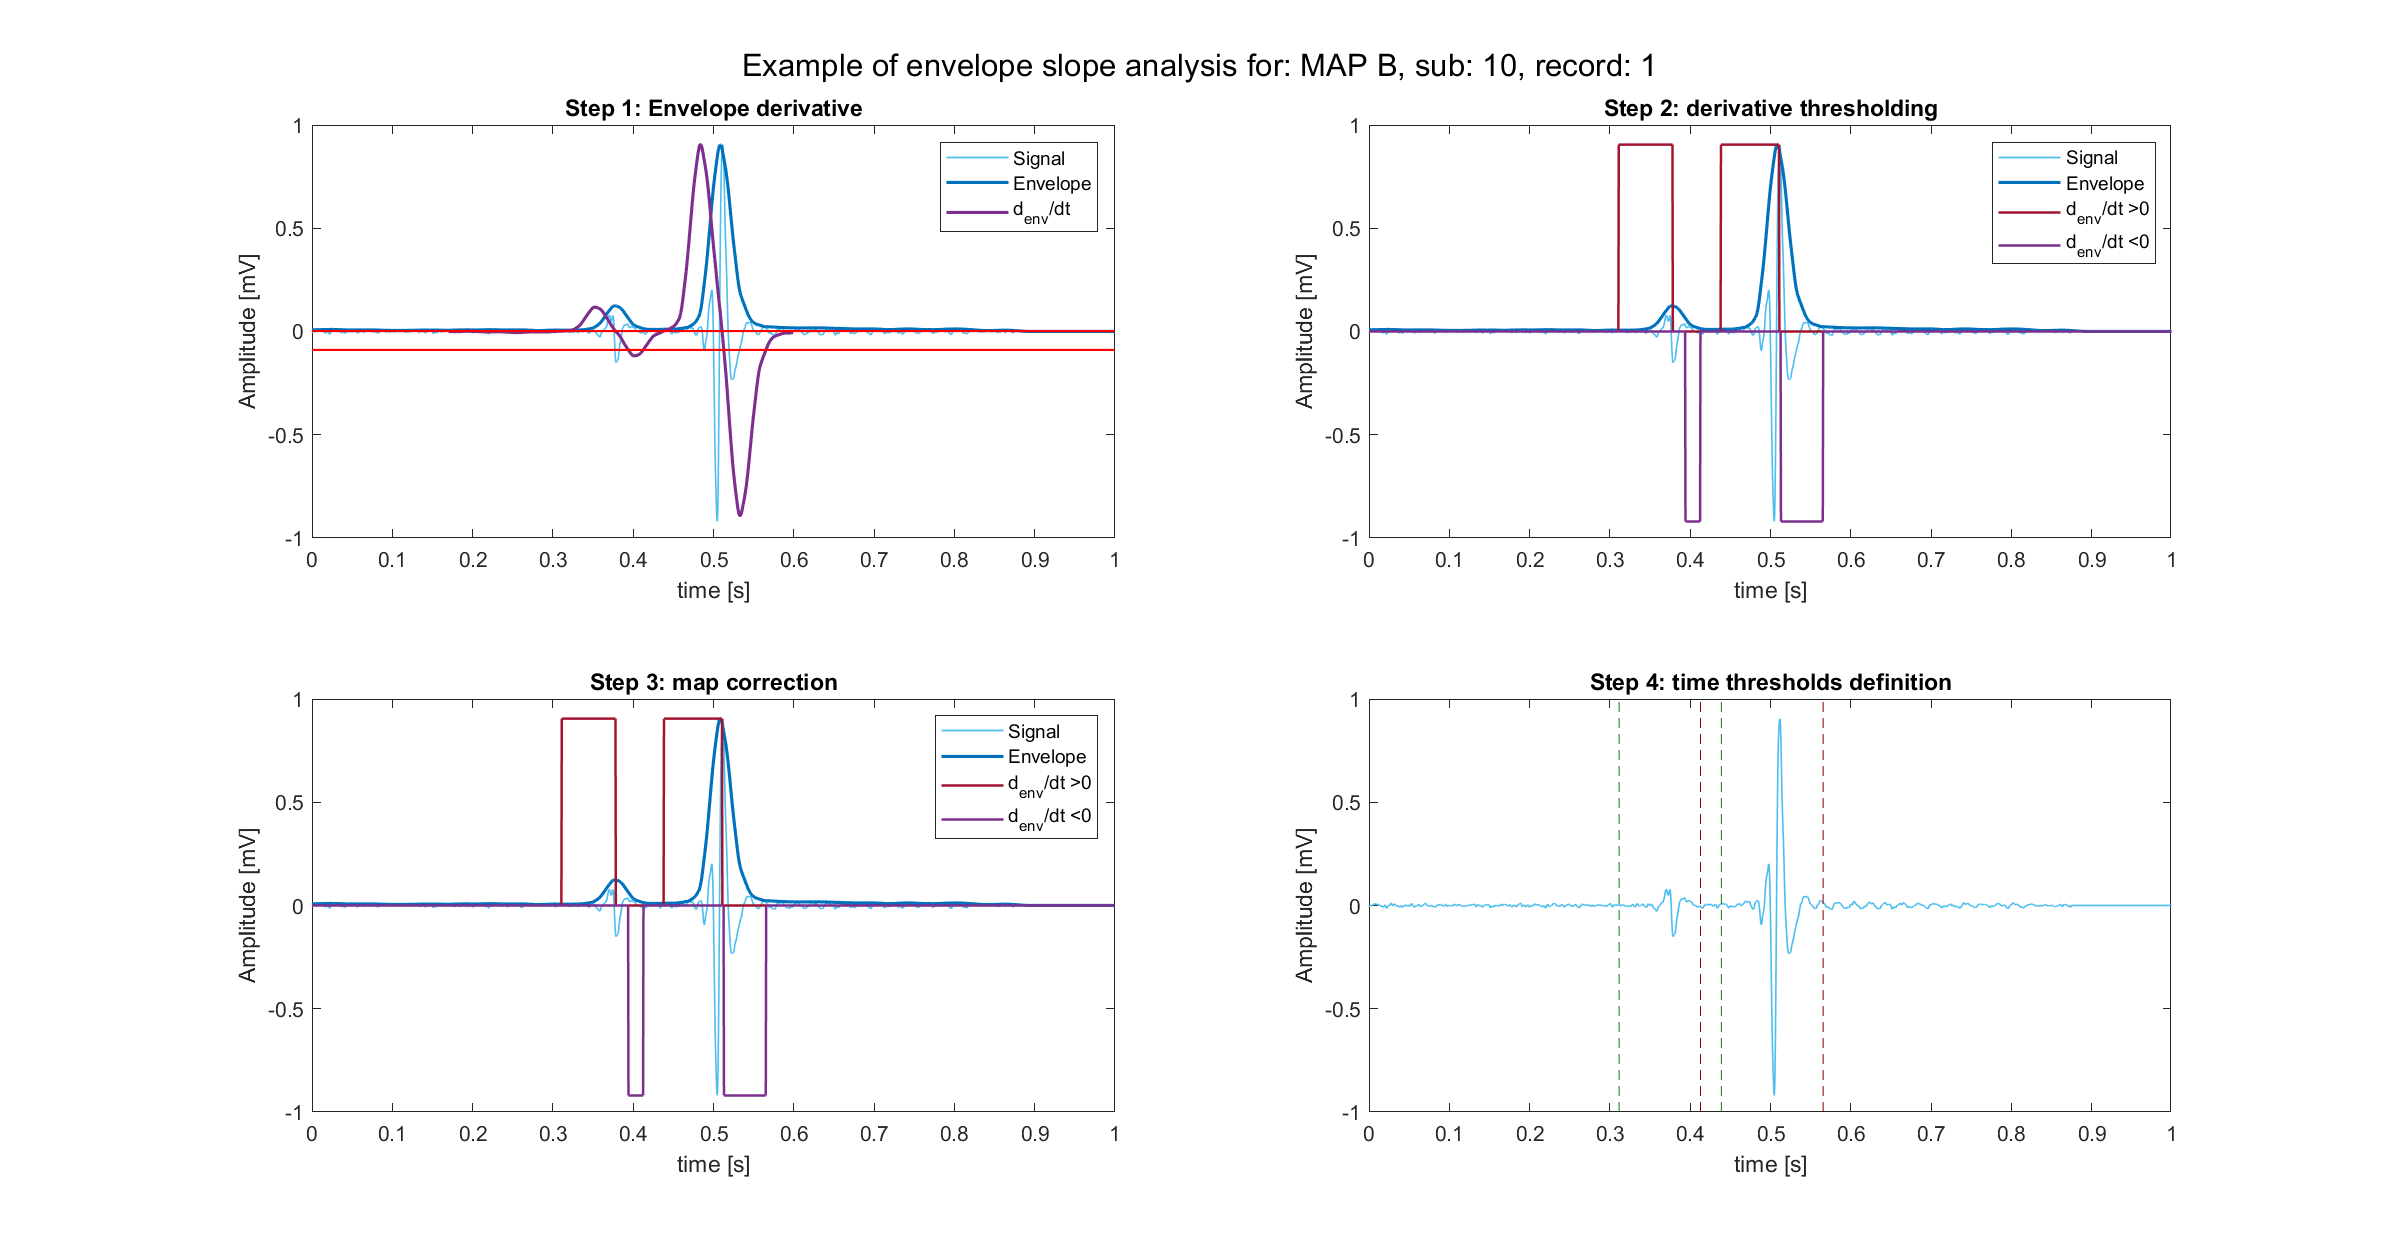 Example of envelope slope analysis for: MAP B, sub: 10, record: 1
Step 1: Envelope derivative
1
0.5
0
-0.5
-1
Amplitude [mV]
0 0.1 0.2 0.3 0.4 0.5 0.6 0.7 0.8 0.9 1
time [s]
Signal
Envelope
d_env/dt
Step 2: derivative thresholding
1
0.5
0
-0.5
-1
Amplitude [mV]
0 0.1 0.2 0.3 0.4 0.5 0.6 0.7 0.8 0.9 1
time [s]
Signal
Envelope
d_env/dt >0
d_env/dt <0
Step 3: map correction
1
0.5
0
-0.5
-1
Amplitude [mV]
0 0.1 0.2 0.3 0.4 0.5 0.6 0.7 0.8 0.9 1
time [s]
Signal
Envelope
d_env/dt >0
d_env/dt <0
Step 4: time thresholds definition
1
0.5
0
-0.5
-1
Amplitude [mV]
0 0.1 0.2 0.3 0.4 0.5 0.6 0.7 0.8 0.9 1
time [s]